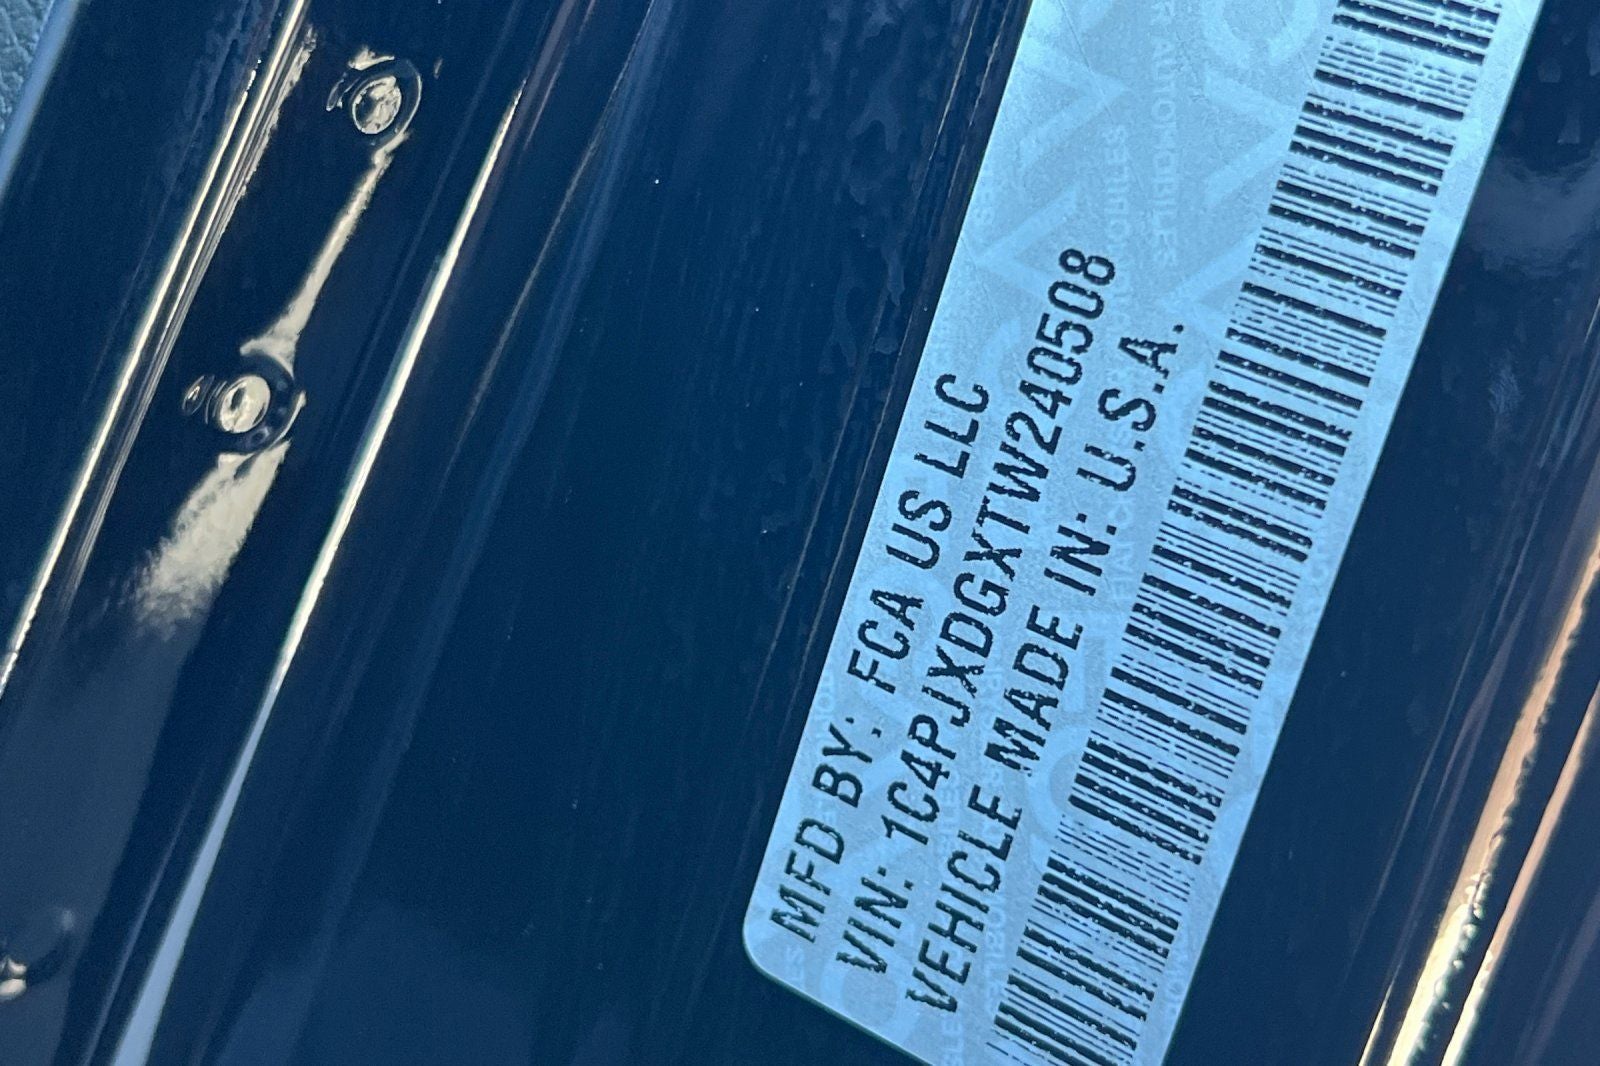 MFD BY: FCA US LLC
VIN: 1C4PJXDGXTW240508
VEHICLE MADE IN: U.S.A.